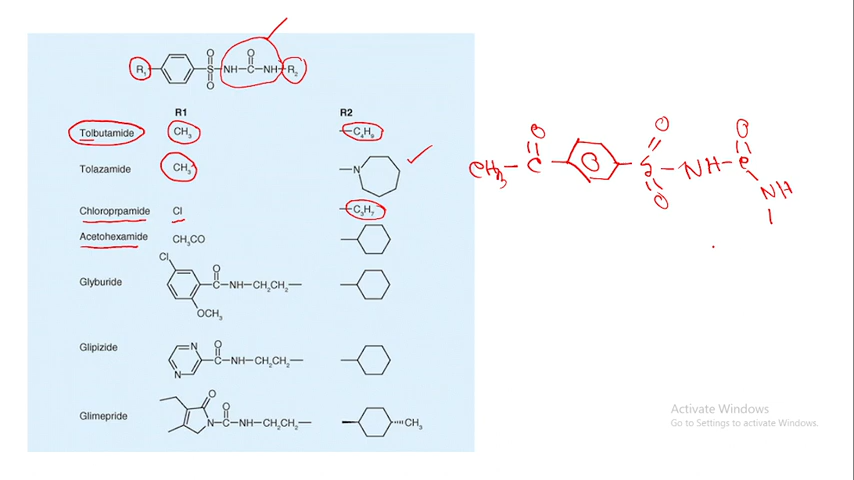 O O
R1 S NH C NH R2
O
R1 R2
Tolbutamide CH3 C4H9
Tolazamide CH3 N
Chloroprpamide Cl C3H7
Acetohexamide CH3CO
Glyburide Cl O C NH CH2CH2 OCH3
Glipizide N N O C NH CH2CH2
Glimepride O N O C NH CH2CH2 CH3
O O O
CH3 C S NH C
O NH
Activate Windows
Go to Settings to activate Windows.